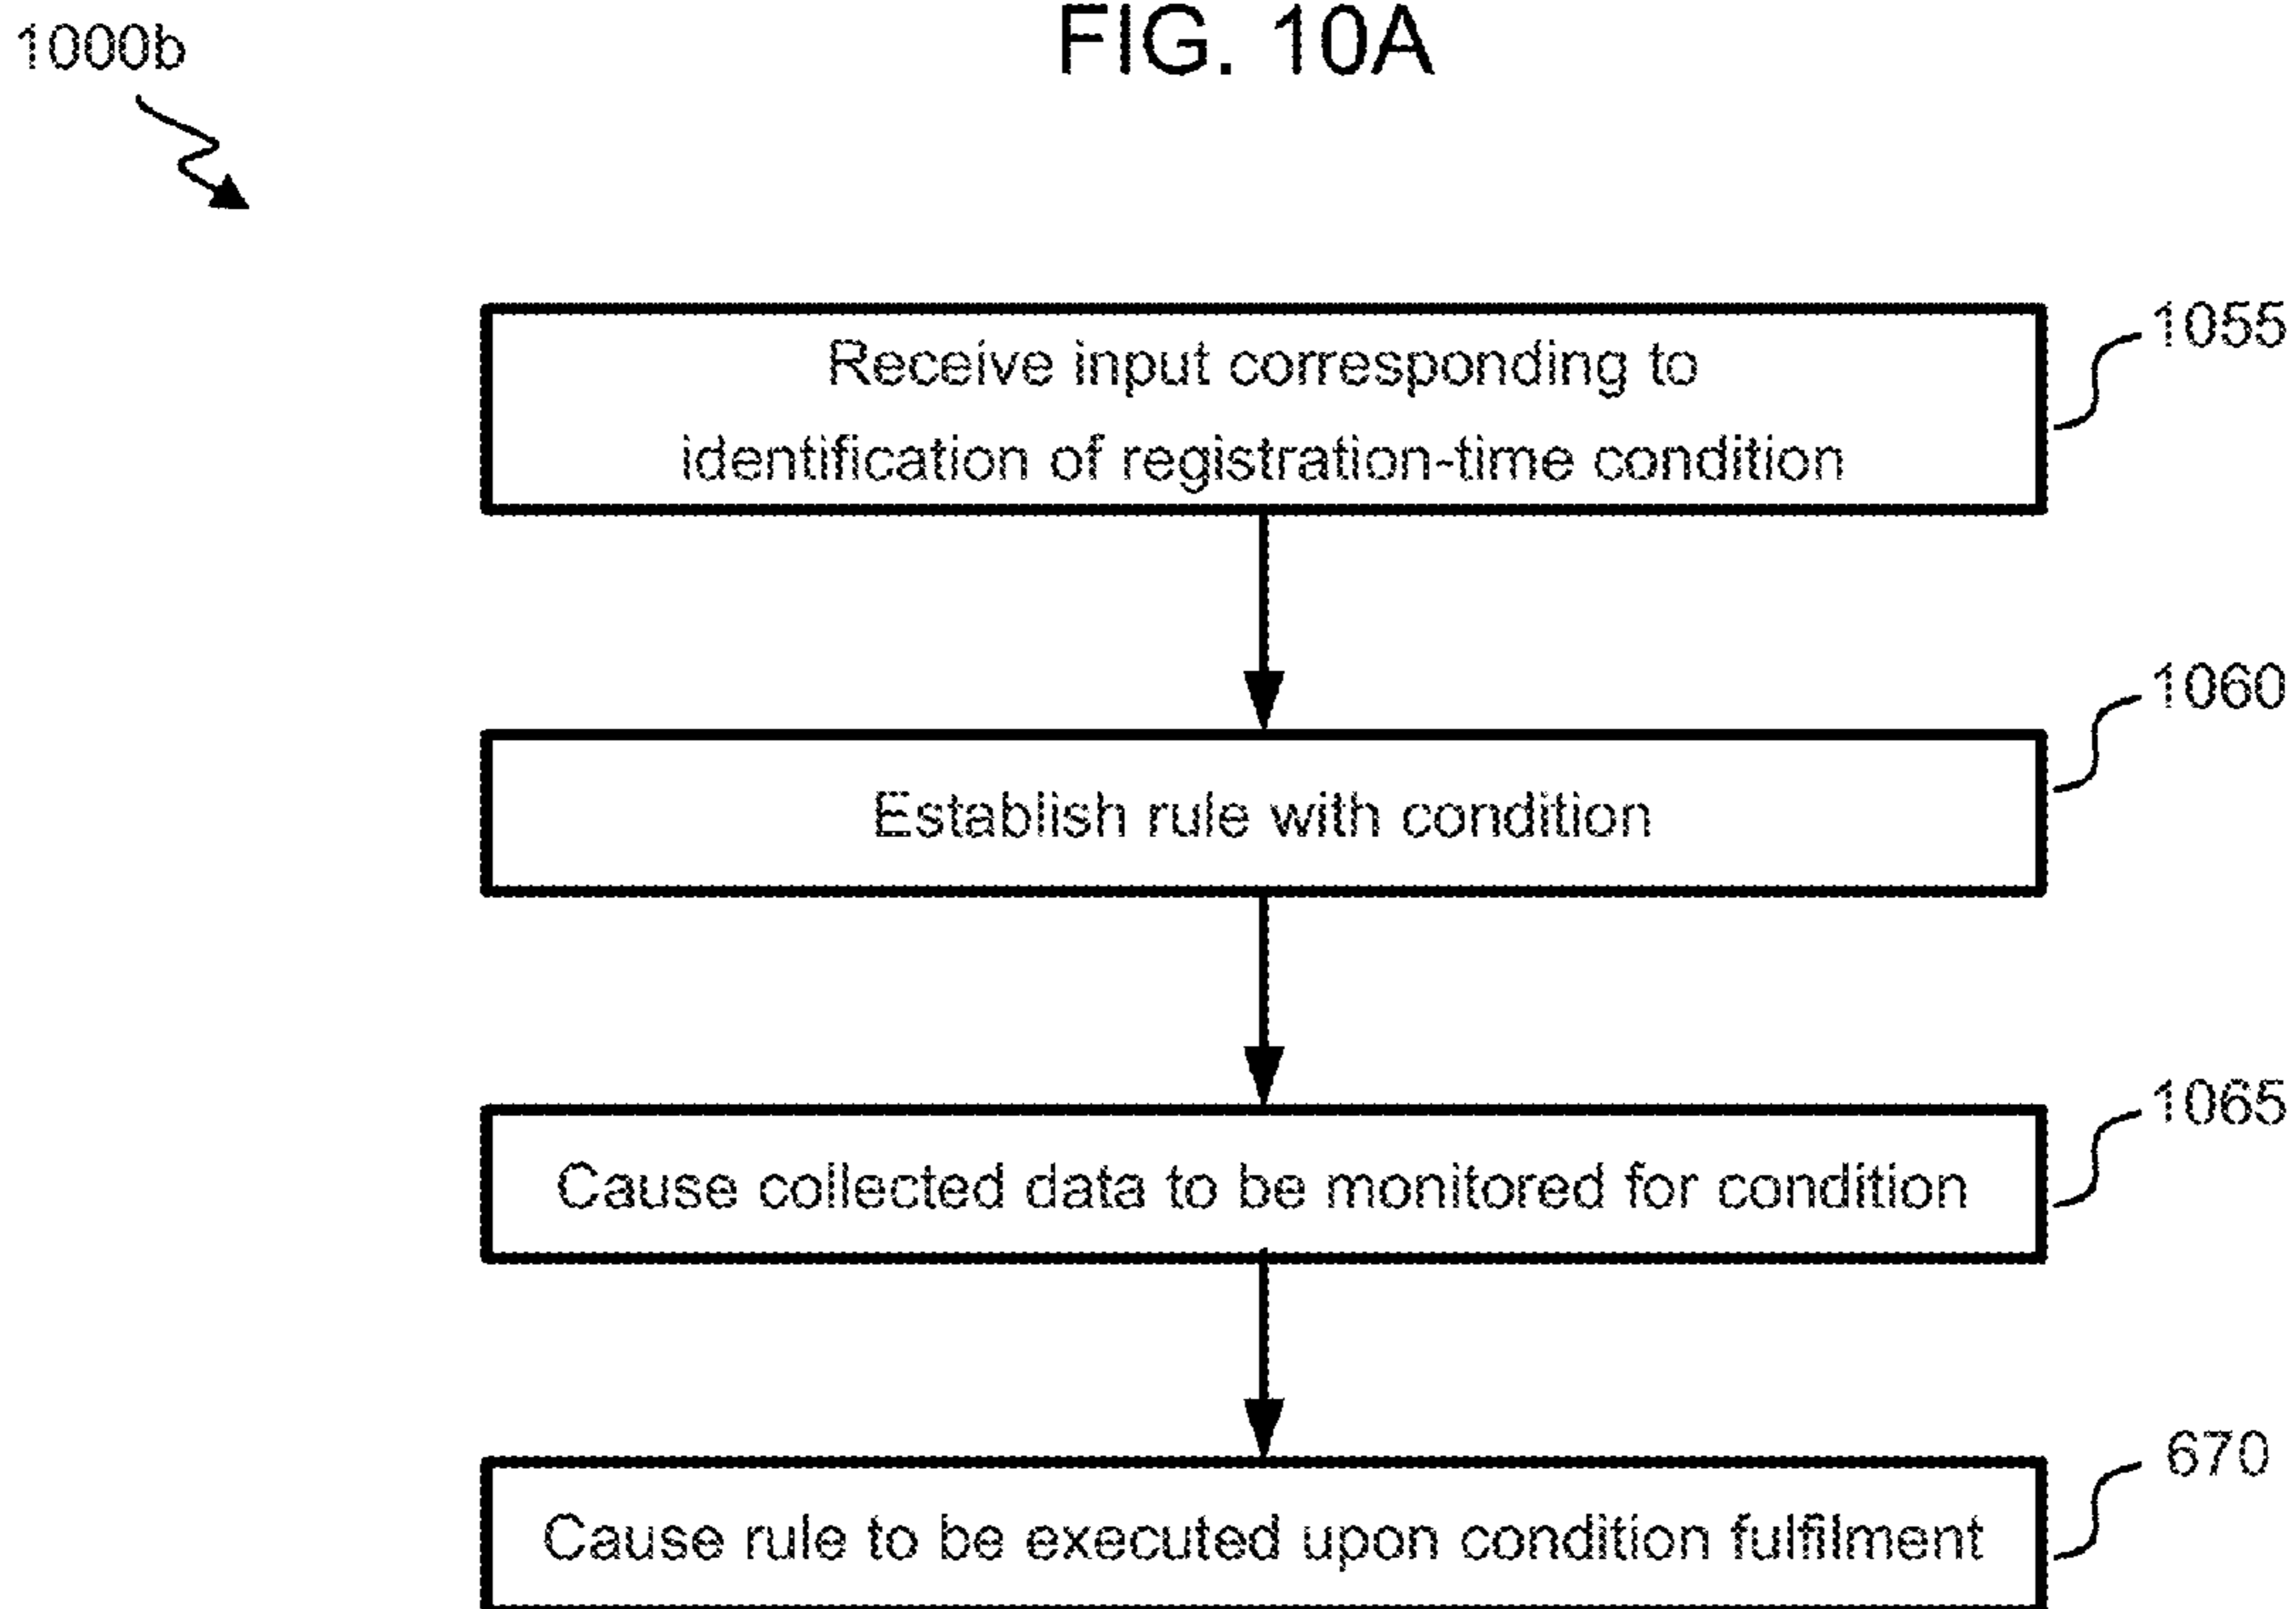 FIG. 10A
1000b
Receive input corresponding to
identification of registration-time condition
1055
Establish rule with condition
1060
Cause collected data to be monitored for condition
1065
Cause rule to be executed upon condition fulfilment
670